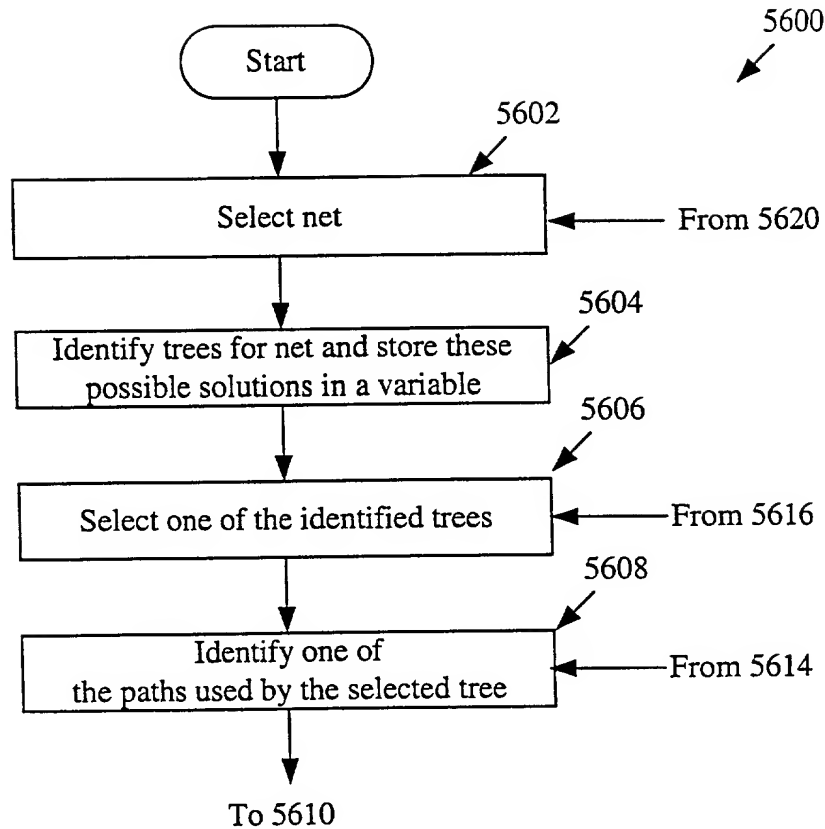 5600
Start
5602
Select net
From 5620
5604
Identify trees for net and store these
possible solutions in a variable
5606
Select one of the identified trees
From 5616
5608
Identify one of
the paths used by the selected tree
From 5614
To 5610